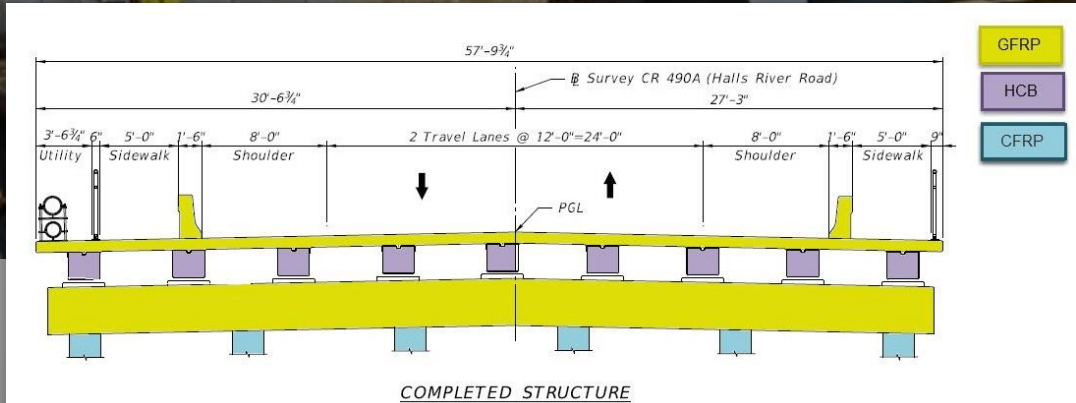 57'-9¾"
GFRP
HCB
CFRP
℄ Survey CR 490A (Halls River Road)
30'-6¾"
27'-3"
3'-6¾" 6" 5'-0" 1'-6" 8'-0" 2 Travel Lanes @ 12'-0"=24'-0" 8'-0" 1'-6" 5'-0" 9"
Utility Sidewalk Shoulder Shoulder Sidewalk
PGL
COMPLETED STRUCTURE